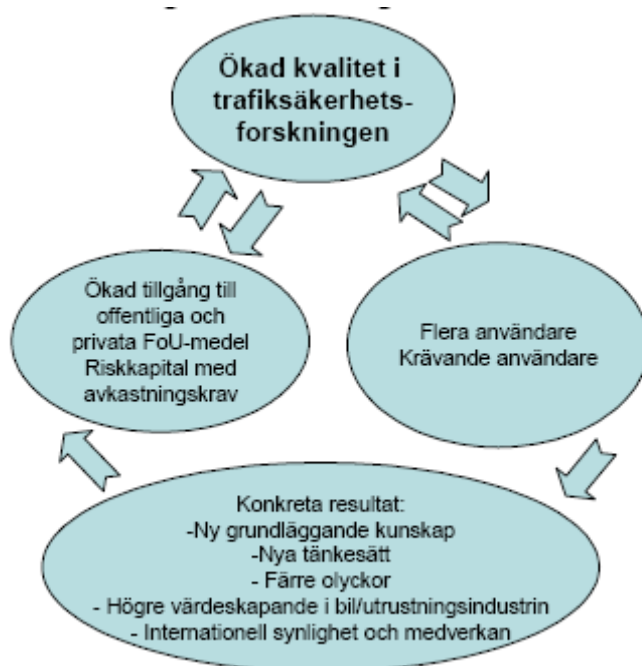 Ökad kvalitet i
trafiksäkerhets-
forskningen
Ökad tillgång till
offentliga och
privata FoU-medel
Riskkapital med
avkastningskrav
Flera användare
Krävande användare
Konkreta resultat:
-Ny grundläggande kunskap
-Nya tänkesätt
- Färre olyckor
- Högre värdeskapande i bil/utrustningsindustrin
- Internationell synlighet och medverkan